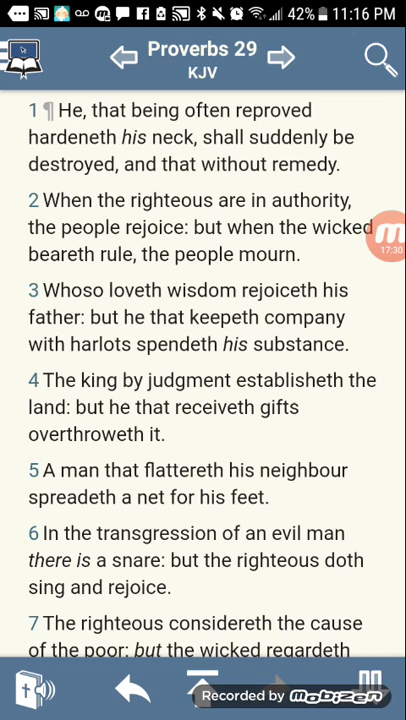 42% 11:16 PM
Proverbs 29
KJV
1 ¶ He, that being often reproved
hardeneth his neck, shall suddenly be
destroyed, and that without remedy.
2 When the righteous are in authority,
the people rejoice: but when the wicked
beareth rule, the people mourn.
17:30
3 Whoso loveth wisdom rejoiceth his
father: but he that keepeth company
with harlots spendeth his substance.
4 The king by judgment establisheth the
land: but he that receiveth gifts
overthroweth it.
5 A man that flattereth his neighbour
spreadeth a net for his feet.
6 In the transgression of an evil man
there is a snare: but the righteous doth
sing and rejoice.
7 The righteous considereth the cause
of the poor: but the wicked regardeth
Recorded by Mobizen